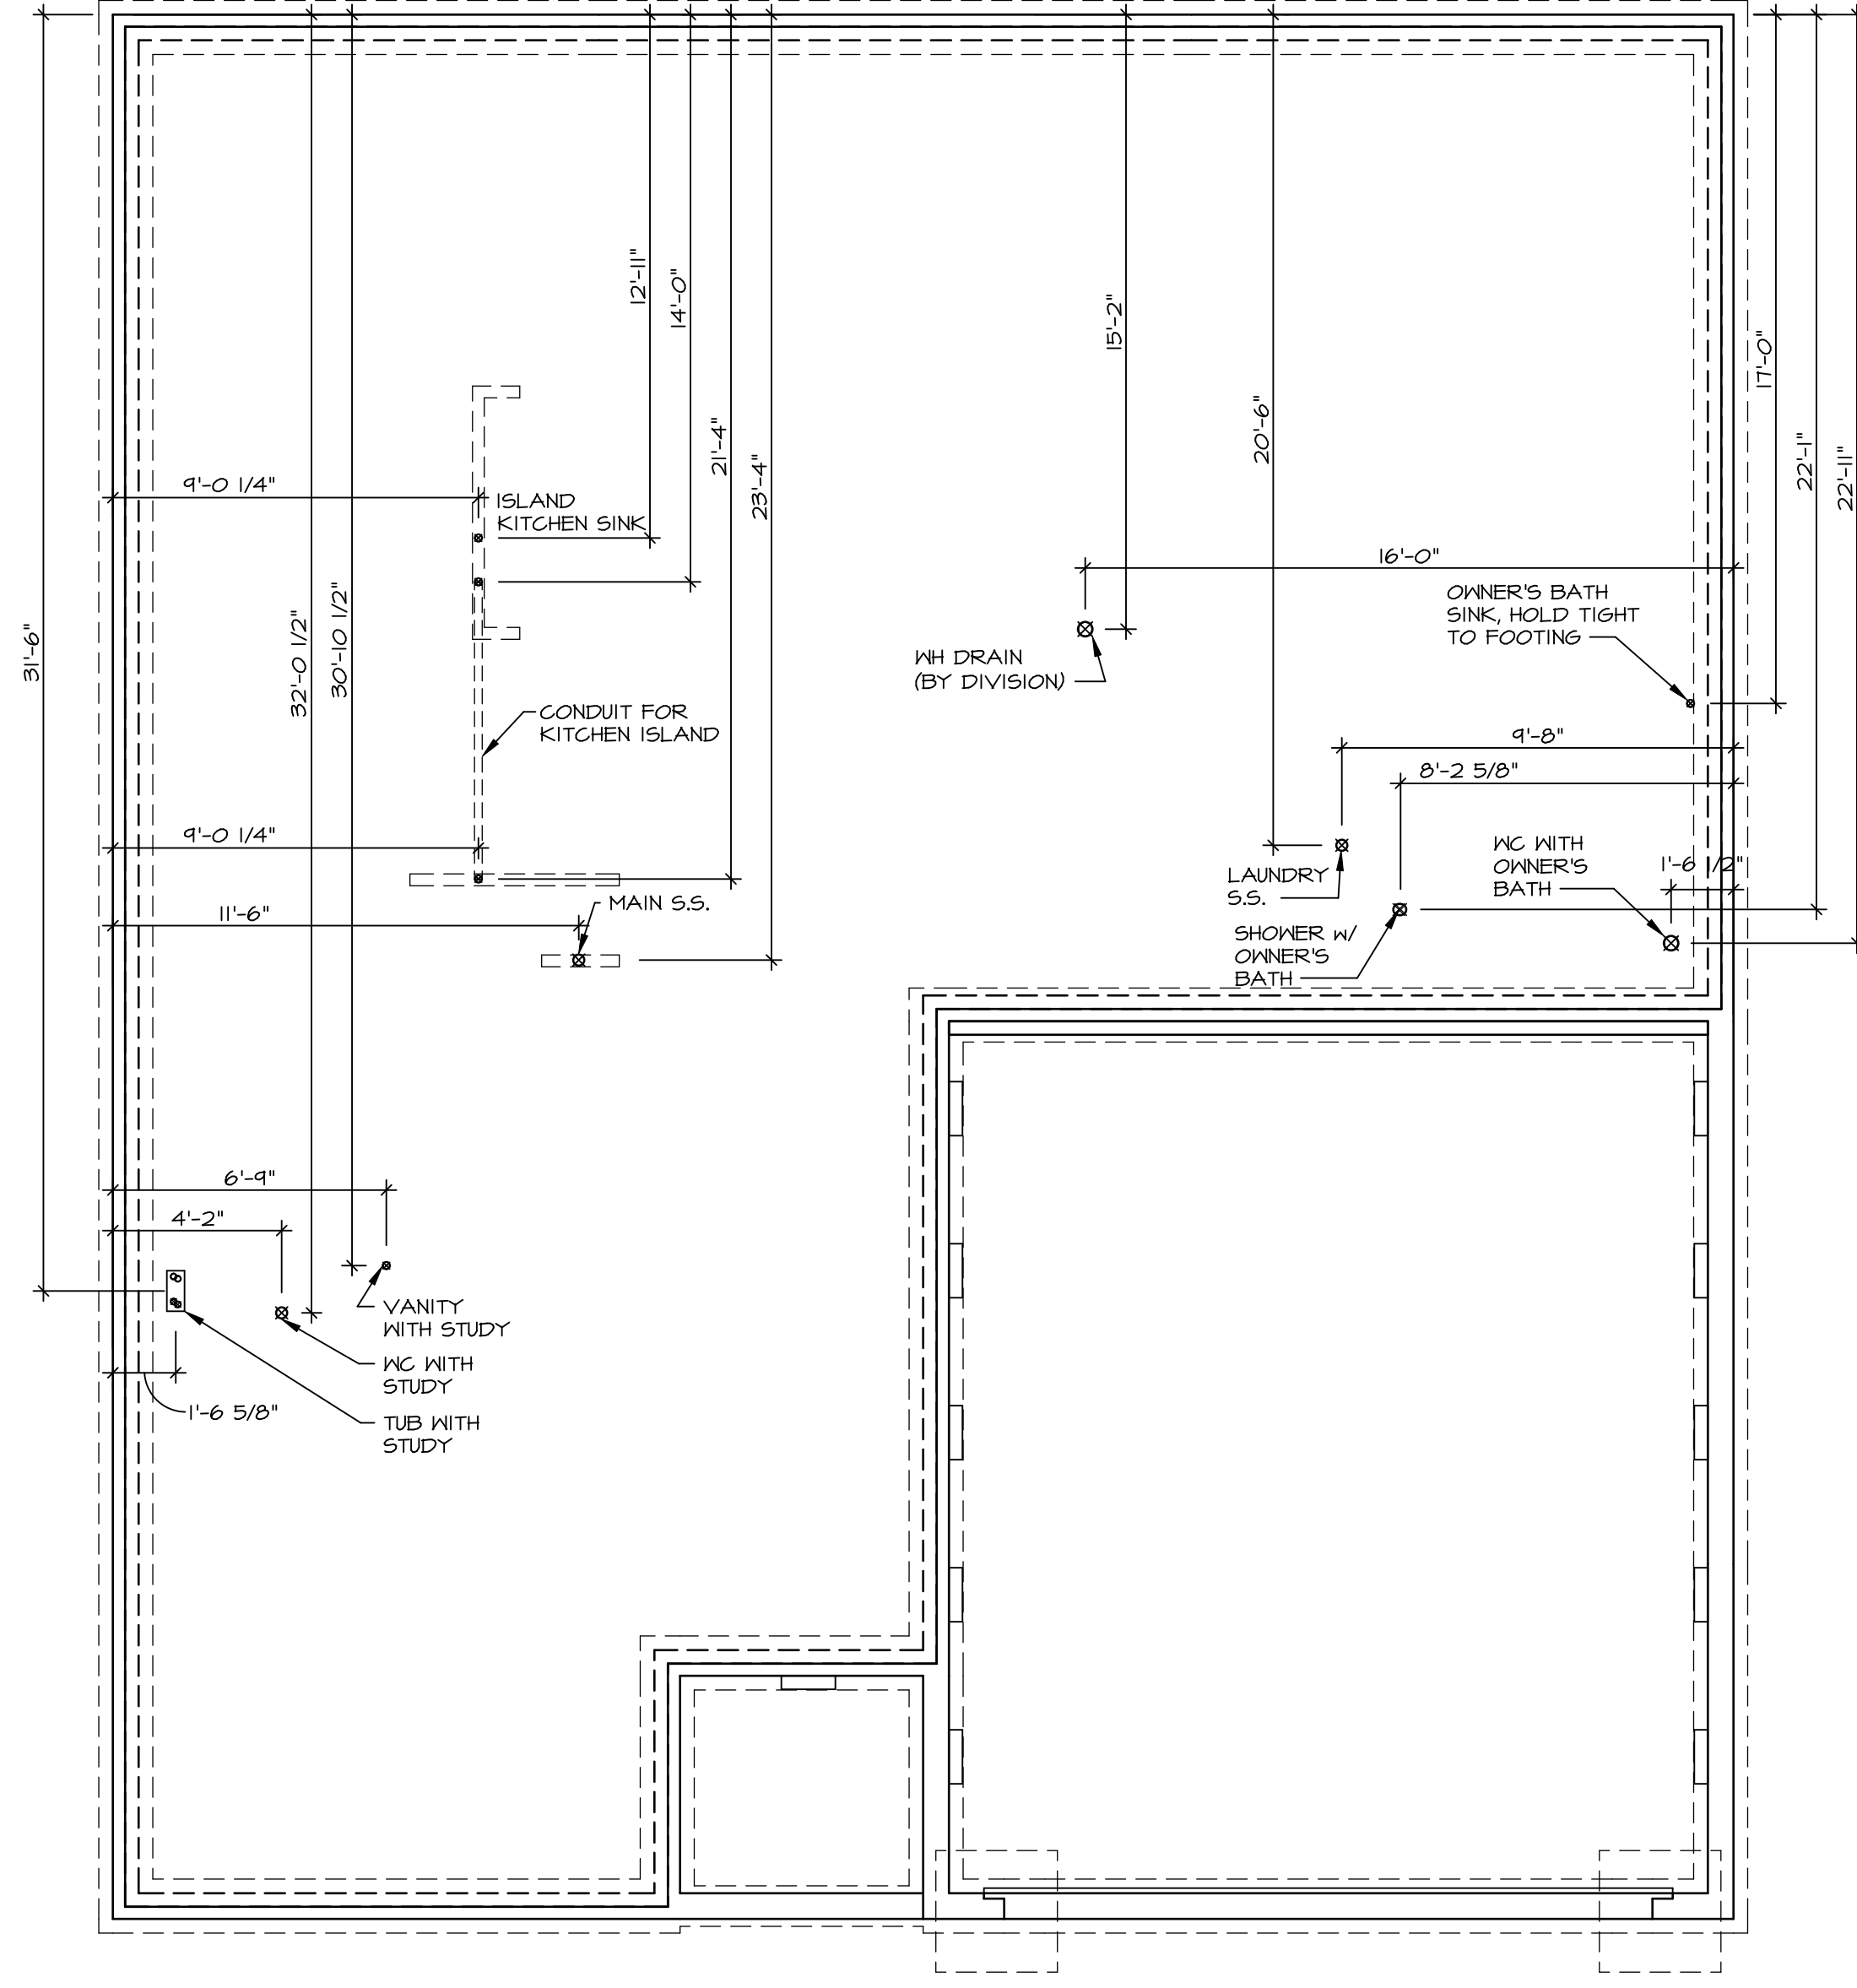 12'-11"
14'-0"
15'-2"
17'-0"
20'-6"
21'-4"
22'-1"
22'-11"
23'-4"
9'-0 1/4"
ISLAND
KITCHEN SINK
16'-0"
OWNER'S BATH
SINK, HOLD TIGHT
TO FOOTING
31'-6"
32'-0 1/2"
30'-10 1/2"
WH DRAIN
(BY DIVISION)
CONDUIT FOR
KITCHEN ISLAND
9'-8"
8'-2 5/8"
9'-0 1/4"
WC WITH
OWNER'S
BATH
1'-6 1/2"
LAUNDRY
S.S.
11'-6"
MAIN S.S.
SHOWER W/
OWNER'S
BATH
6'-9"
4'-2"
VANITY
WITH STUDY
WC WITH
STUDY
1'-6 5/8"
TUB WITH
STUDY